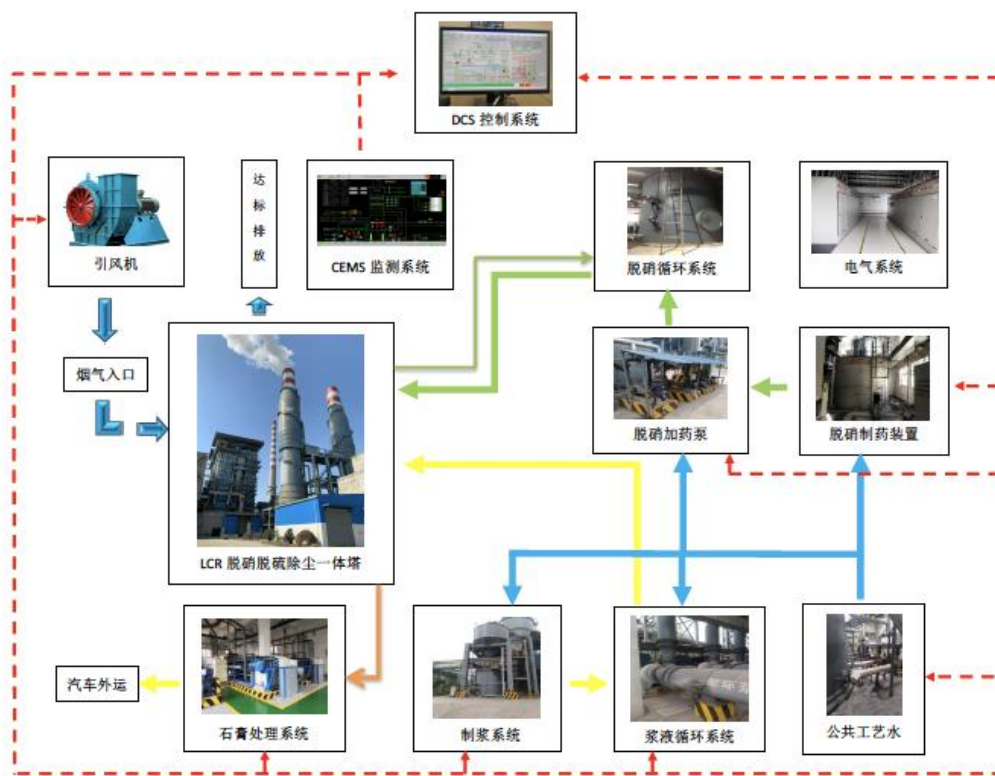 DCS 控制系统
引风机
达标排放
CEMS 监测系统
脱硝循环系统
电气系统
烟气入口
脱硝加药泵
脱硝制药装置
LCR 脱硝脱硫除尘一体塔
汽车外运
石膏处理系统
制浆系统
浆液循环系统
公共工艺水